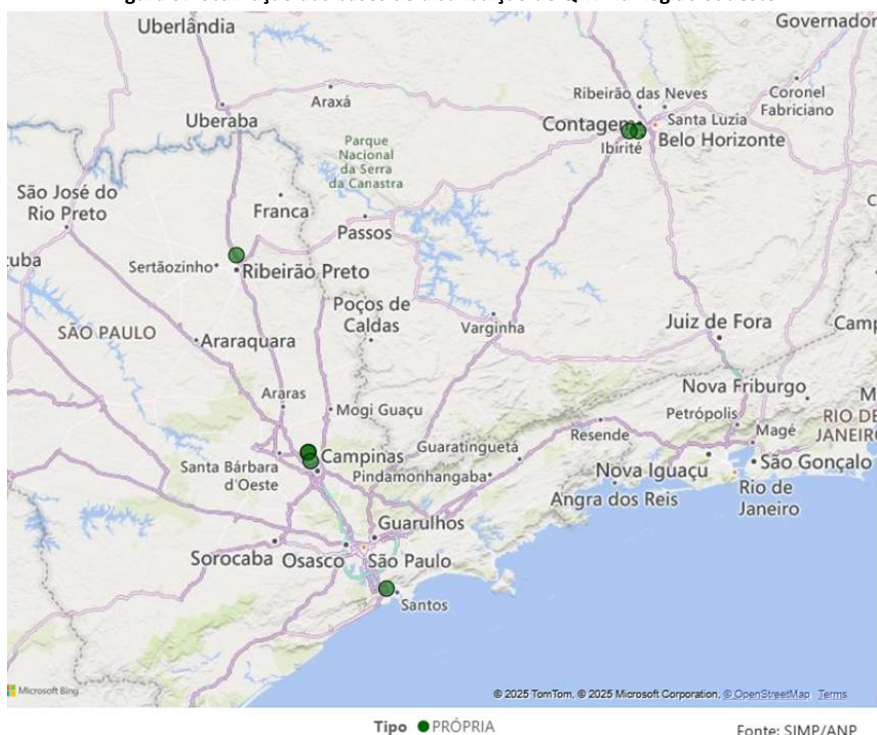 Uberlândia
Governador
Uberaba
Araxá
Ribeirão das Neves
Coronel
Fabriciano
Contagem
Santa Luzia
Ibirité
Belo Horizonte
Parque
Nacional
da Serra
da Canastra
São José do
Rio Preto
Franca
Passos
Sertãozinho
Ribeirão Preto
Poços de
Caldas
Varginha
Juiz de Fora
SÃO PAULO
Araraquara
Araras
Mogi Guaçu
Nova Friburgo
Petrópolis
RIO DE
JANEIRO
Magé
Campinas
Guaratinguetá
Resende
Santa Bárbara
d'Oeste
Pindamonhangaba
Nova Iguaçu
São Gonçalo
Angra dos Reis
Rio de
Janeiro
Guarulhos
Sorocaba
Osasco
São Paulo
Santos
Microsoft Bing
© 2025 TomTom, © 2025 Microsoft Corporation, © OpenStreetMap Terms
Tipo PRÓPRIA
Fonte: SIMP/ANP